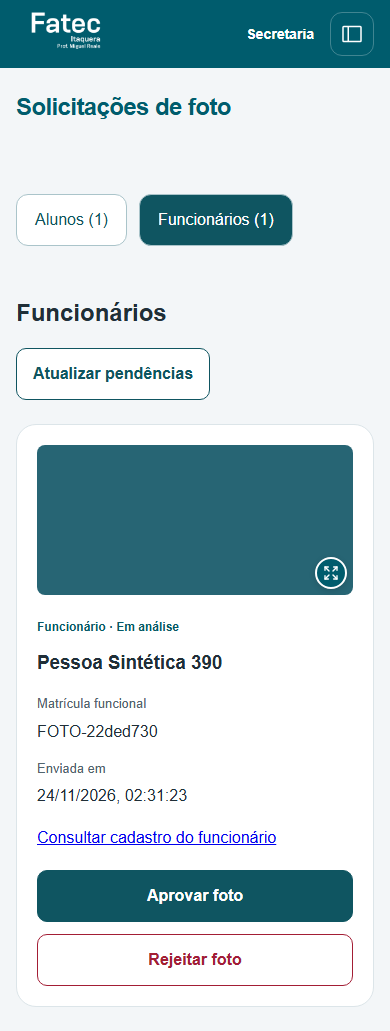 Fatec
Itaquera
Prof. Miguel Reale
Secretaria
Solicitações de foto
Alunos (1)
Funcionários (1)
Funcionários
Atualizar pendências
Funcionário · Em análise
Pessoa Sintética 390
Matrícula funcional
FOTO-22ded730
Enviada em
24/11/2026, 02:31:23
Consultar cadastro do funcionário
Aprovar foto
Rejeitar foto